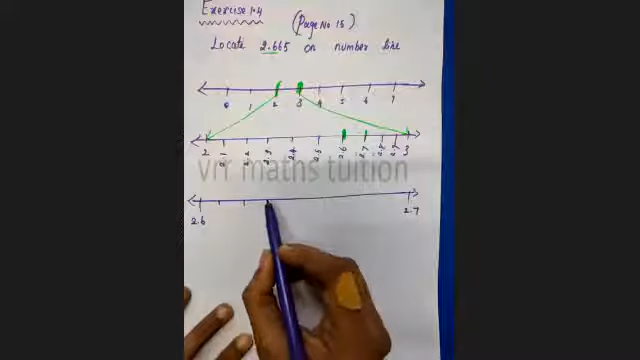 Exercise 1.4
(Page No 15)
Locate 2.665 on number line
0 1 2 3 4 5 6 7
2 2.1 2.2 2.3 2.4 2.5 2.6 2.7 2.8 2.9 3
vrr maths tuition
2.6 2.7